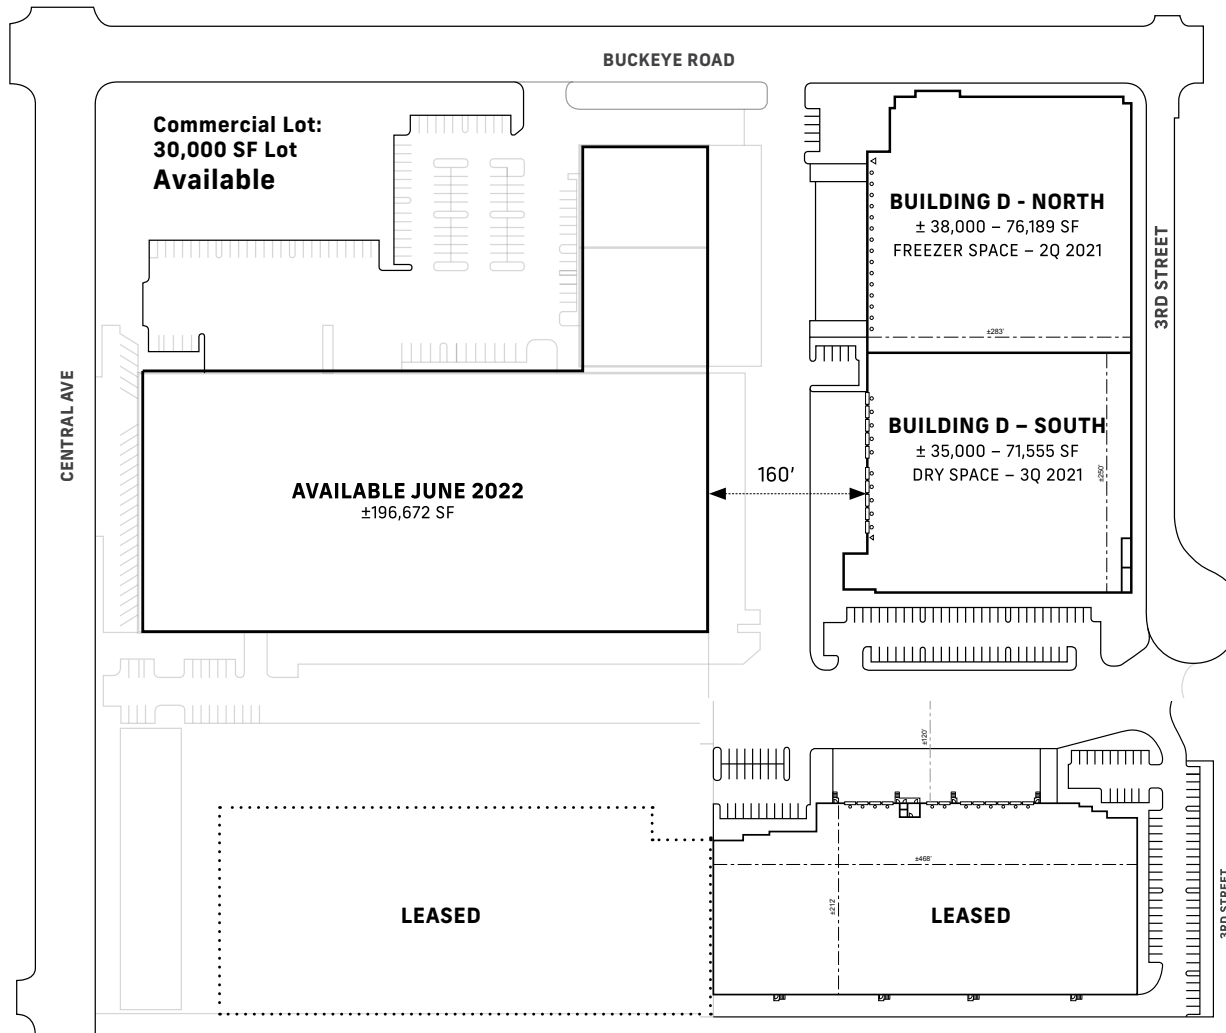 BUCKEYE ROAD
Commercial Lot:
30,000 SF Lot
Available
BUILDING D - NORTH
± 38,000 – 76,189 SF
FREEZER SPACE – 2Q 2021
3RD STREET
±283'
CENTRAL AVE
BUILDING D – SOUTH
± 35,000 – 71,555 SF
DRY SPACE – 3Q 2021
±250'
160'
AVAILABLE JUNE 2022
±196,672 SF
±120'
±468'
±212'
LEASED
LEASED
3RD STREET